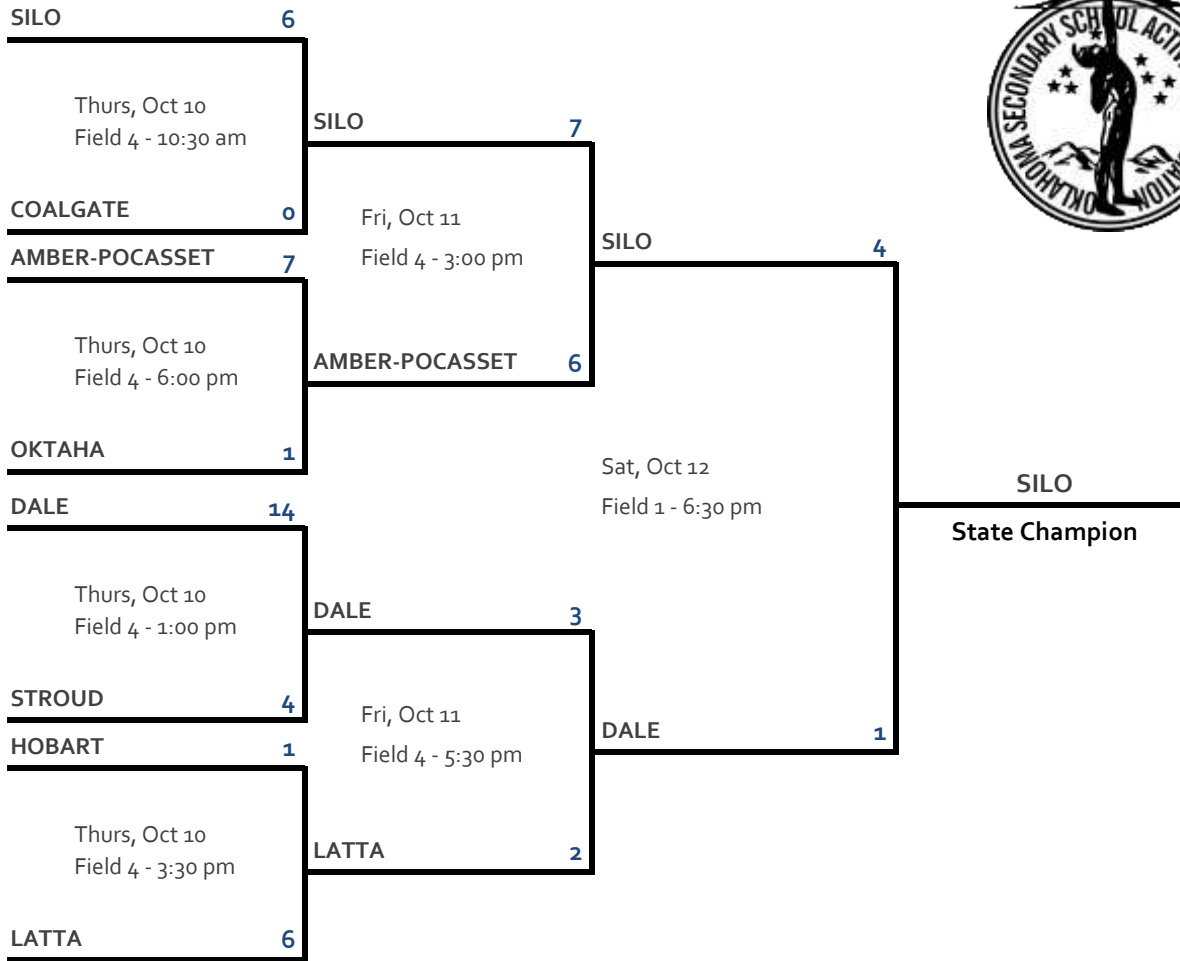 SILO 6
Thurs, Oct 10
Field 4 - 10:30 am
COALGATE 0
AMBER-POCASSET 7
Thurs, Oct 10
Field 4 - 6:00 pm
OKTAHA 1
DALE 14
Thurs, Oct 10
Field 4 - 1:00 pm
STROUD 4
HOBART 1
Thurs, Oct 10
Field 4 - 3:30 pm
LATTA 6
SILO 7
Fri, Oct 11
Field 4 - 3:00 pm
AMBER-POCASSET 6
DALE 3
Fri, Oct 11
Field 4 - 5:30 pm
LATTA 2
SILO 4
Sat, Oct 12
Field 1 - 6:30 pm
DALE 1
SILO
State Champion
OKLAHOMA SECONDARY SCHOOL